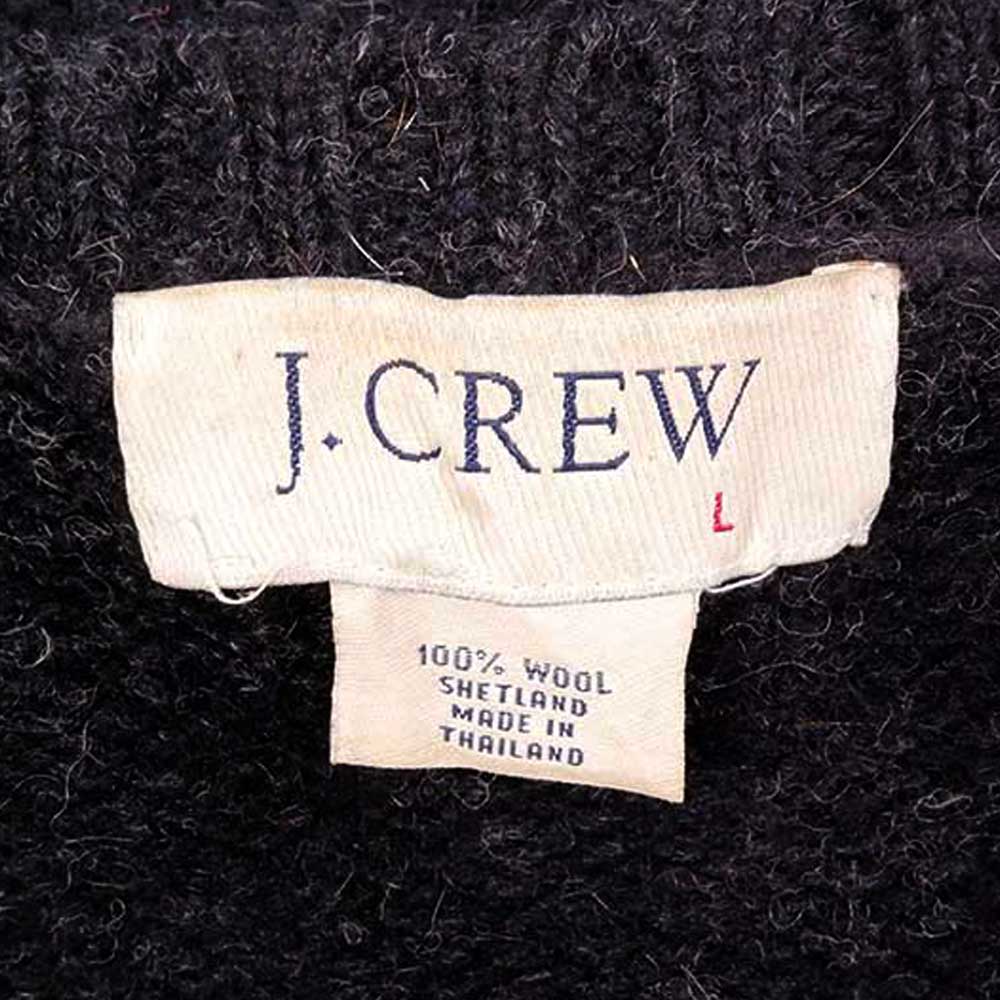 J.CREW
L
100% WOOL
SHETLAND
MADE IN
THAILAND